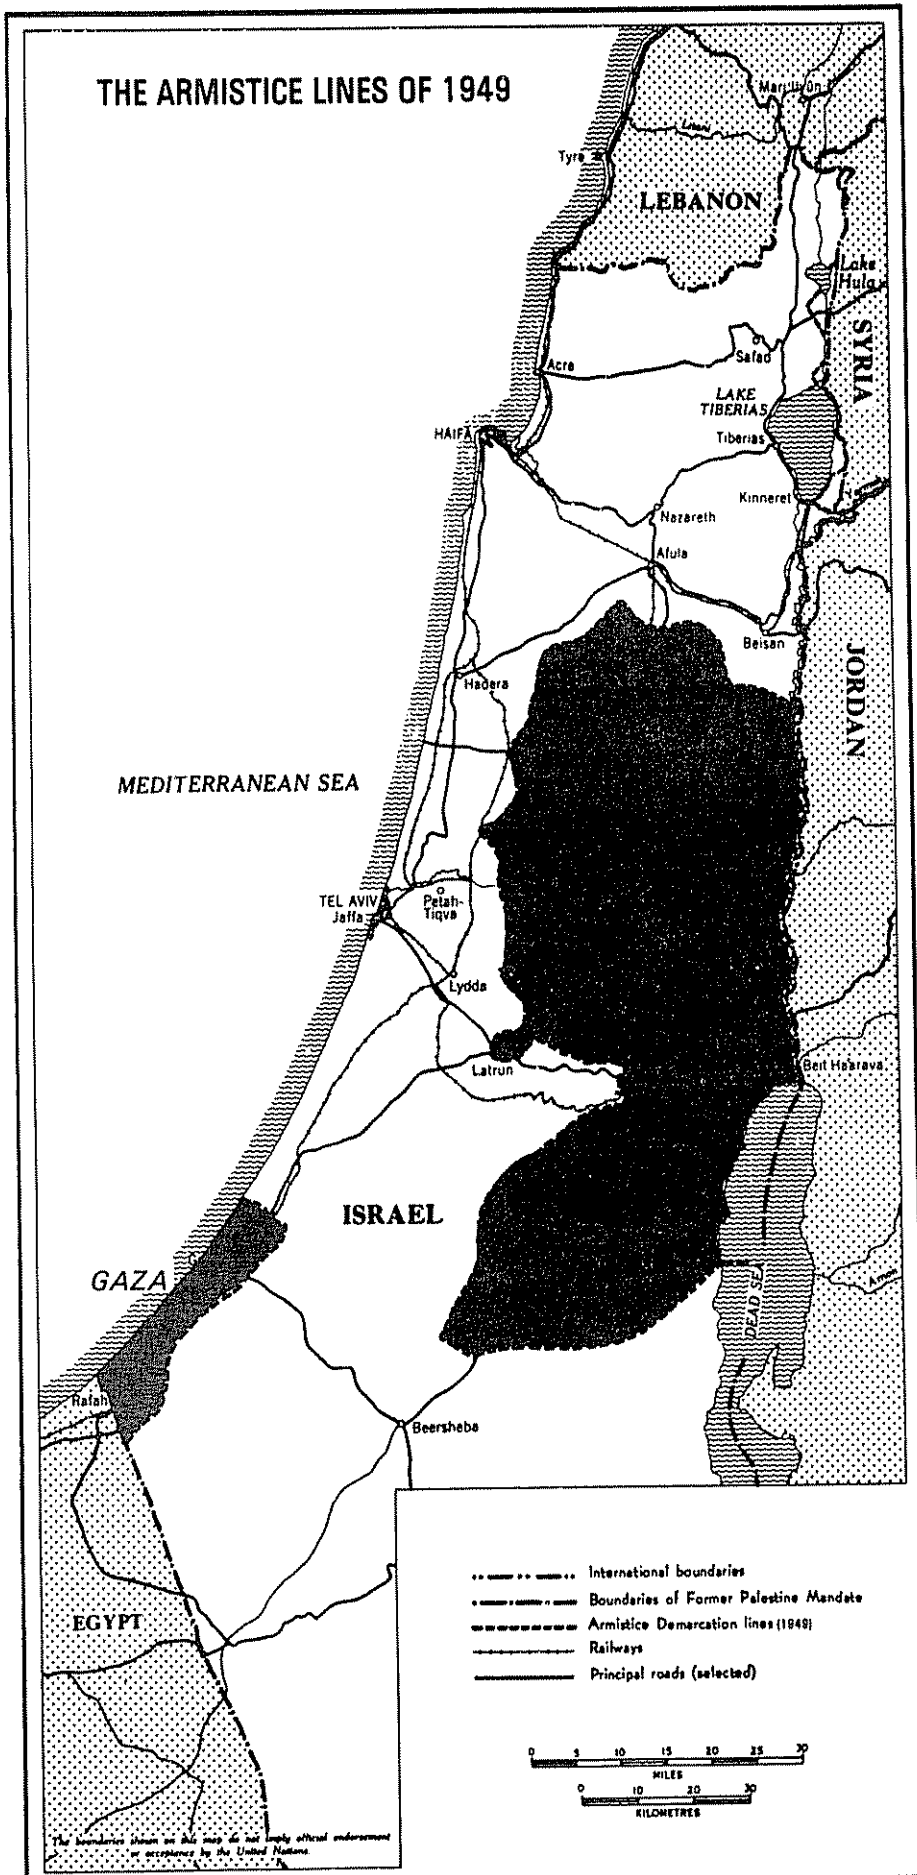 THE ARMISTICE LINES OF 1949
Litani
Tyre
LEBANON
Lake
Hula
SYRIA
Acre
Safad
LAKE
TIBERIAS
HAIFA
Tiberias
Kinneret
Nazareth
Afula
Beisan
JORDAN
Hadera
MEDITERRANEAN SEA
TEL AVIV
Jaffa
Petah-
Tiqva
Lydda
Latrun
Beit Ha'arava
ISRAEL
GAZA
DEAD SEA
Rafah
Beersheba
EGYPT
International boundaries
Boundaries of Former Palestine Mandate
Armistice Demarcation lines (1949)
Railways
Principal roads (selected)
0 5 10 15 20 25 30
MILES
0 10 20 30
KILOMETRES
The boundaries shown on this map do not imply official endorsement
or acceptance by the United Nations.